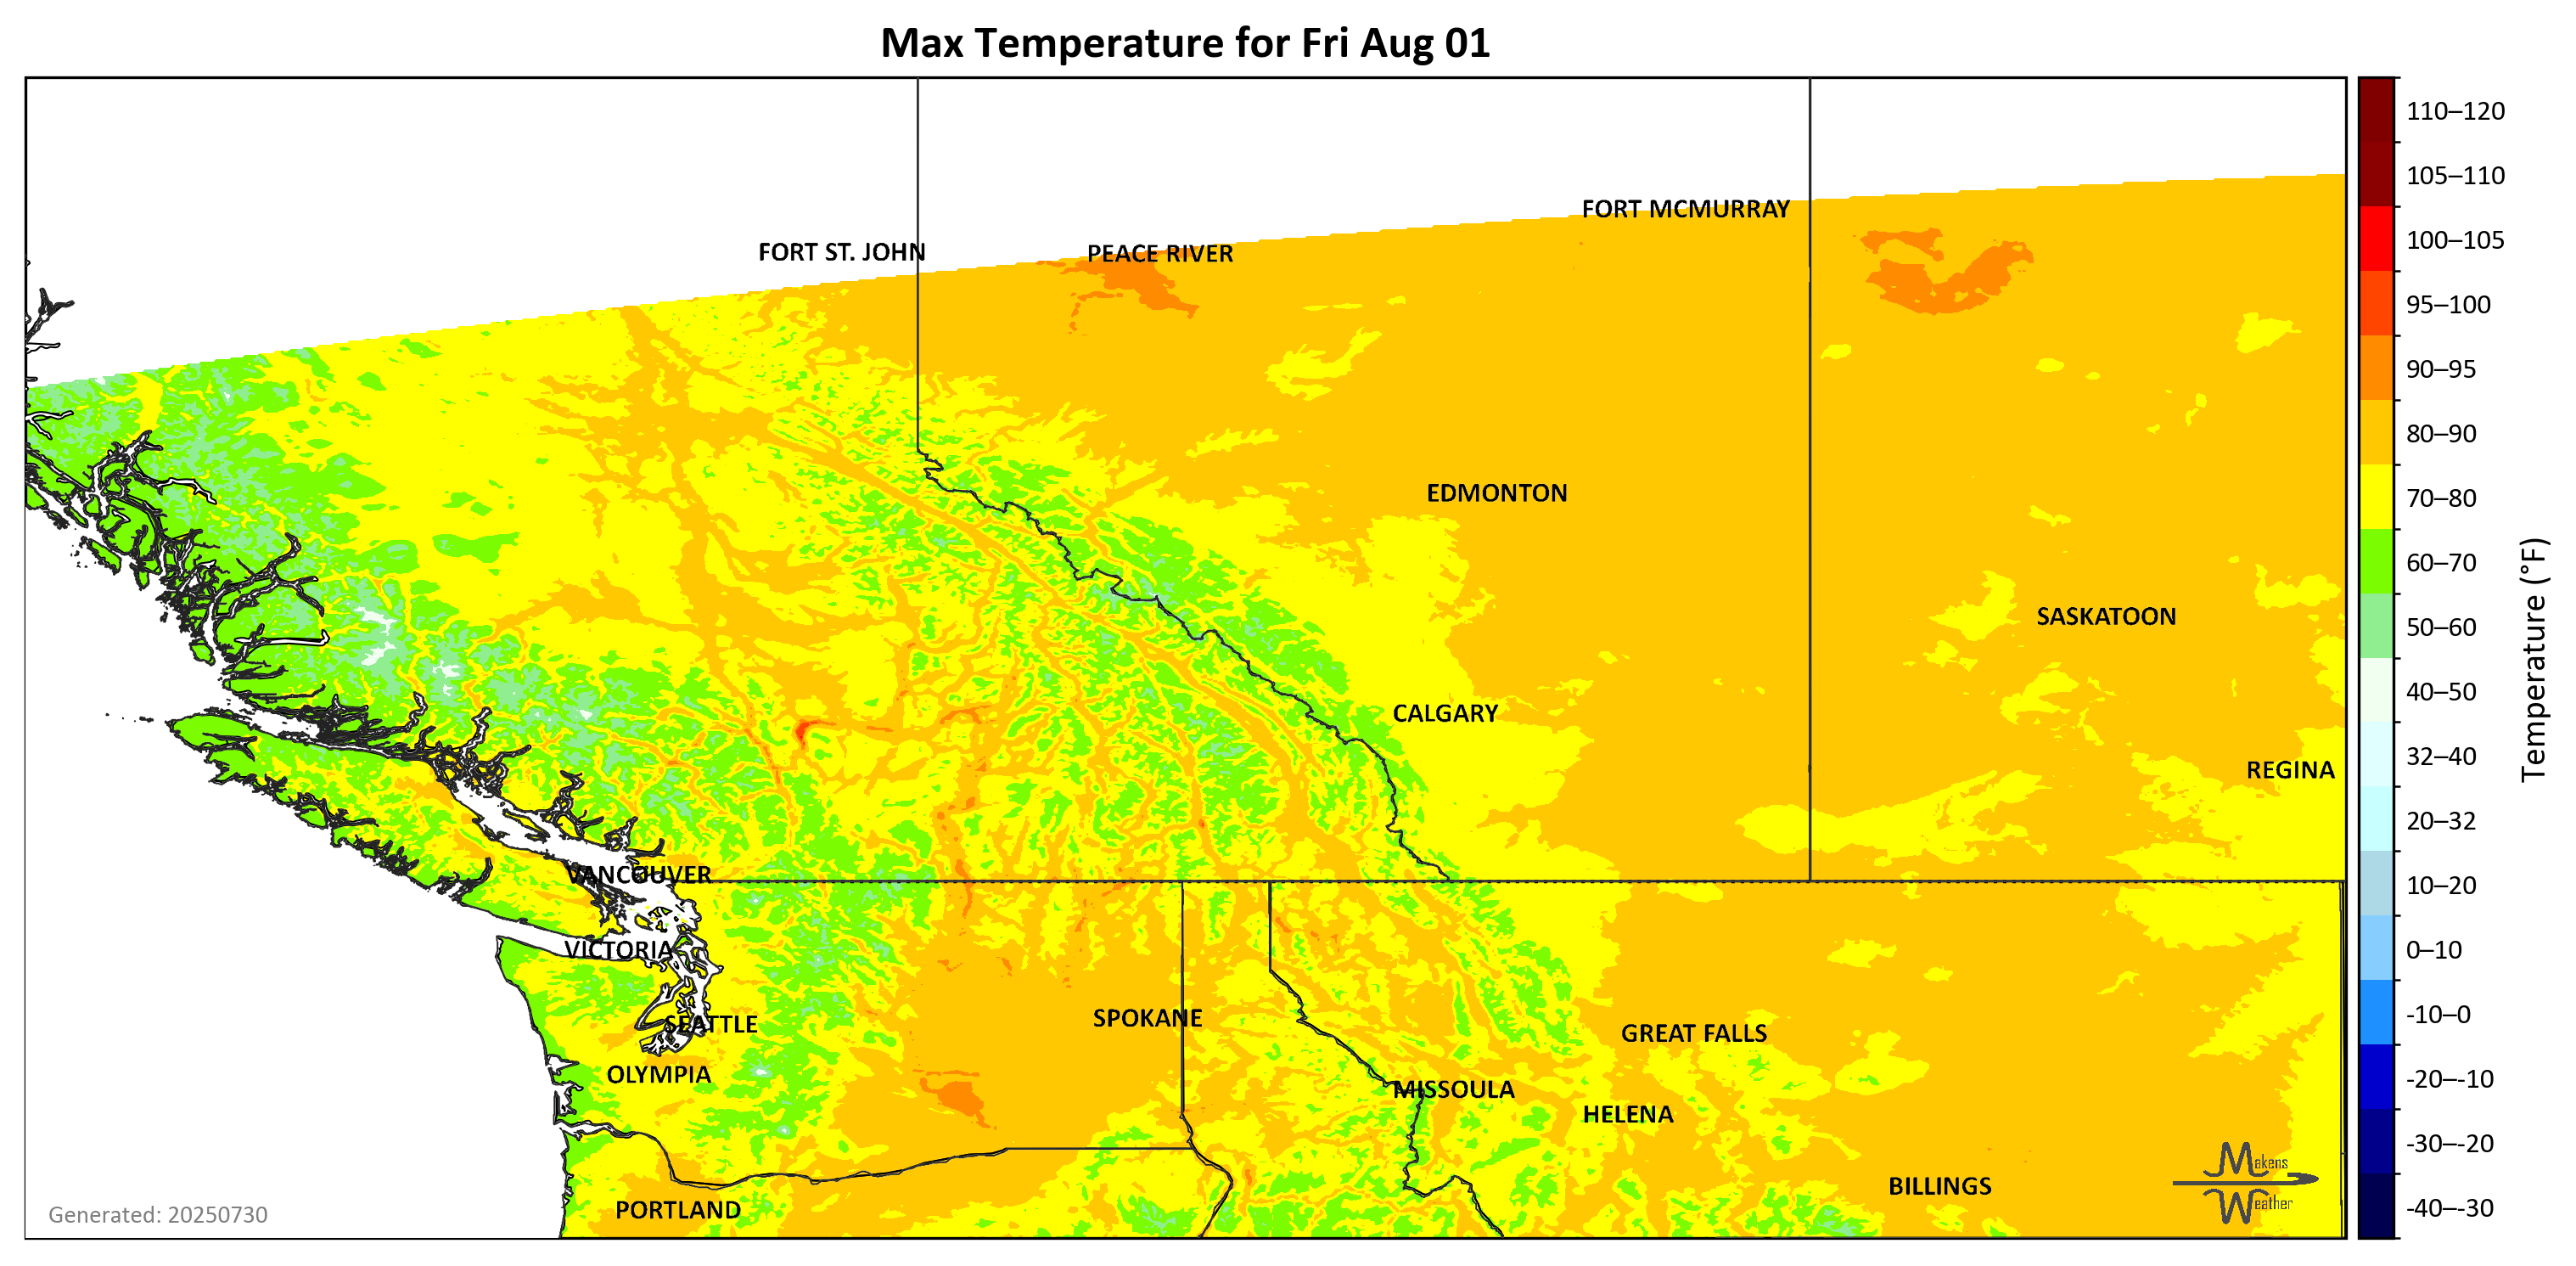 Max Temperature for Fri Aug 01
110–120
105–110
FORT MCMURRAY
100–105
FORT ST. JOHN
PEACE RIVER
95–100
90–95
80–90
EDMONTON
70–80
60–70
SASKATOON
50–60
40–50
CALGARY
32–40
REGINA
20–32
VANCOUVER
10–20
VICTORIA
0–10
SEATTLE
SPOKANE
GREAT FALLS
-10–0
OLYMPIA
MISSOULA
-20–-10
HELENA
-30–-20
Makens
Weather
BILLINGS
PORTLAND
-40–-30
Generated: 20250730
Temperature (°F)